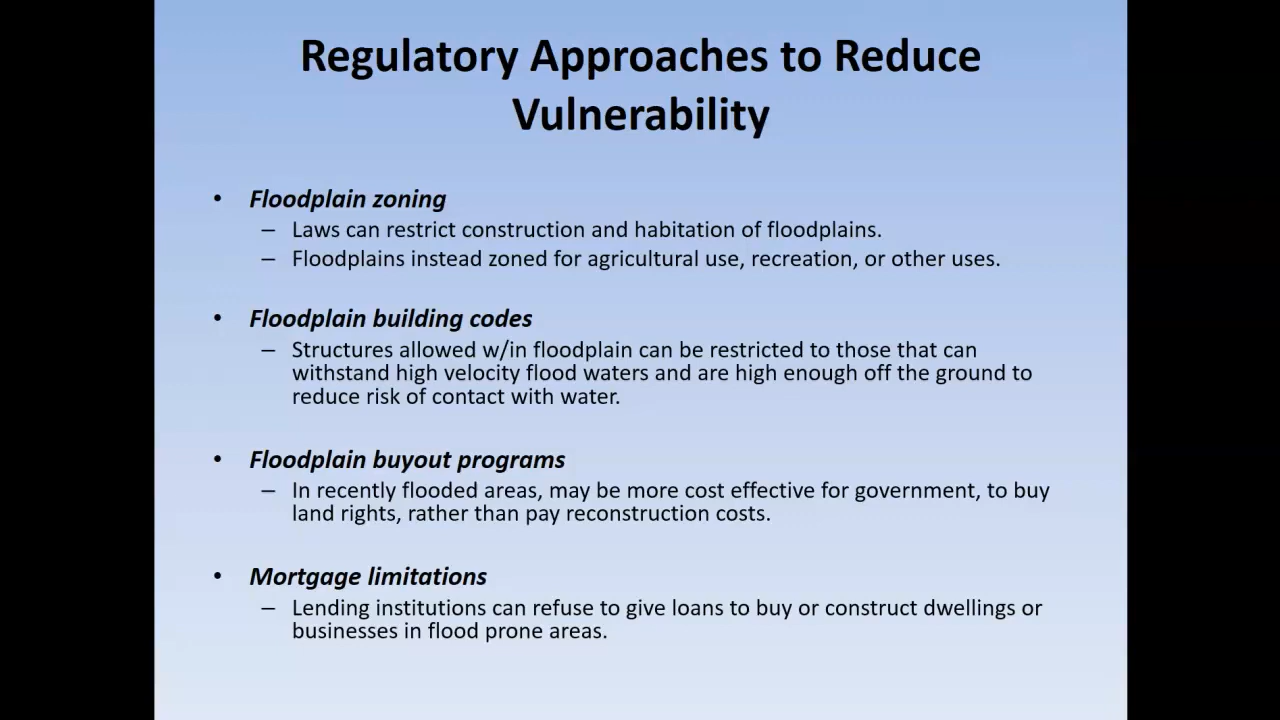 Regulatory Approaches to Reduce
Vulnerability
• Floodplain zoning
– Laws can restrict construction and habitation of floodplains.
– Floodplains instead zoned for agricultural use, recreation, or other uses.
• Floodplain building codes
– Structures allowed w/in floodplain can be restricted to those that can
withstand high velocity flood waters and are high enough off the ground to
reduce risk of contact with water.
• Floodplain buyout programs
– In recently flooded areas, may be more cost effective for government, to buy
land rights, rather than pay reconstruction costs.
• Mortgage limitations
– Lending institutions can refuse to give loans to buy or construct dwellings or
businesses in flood prone areas.